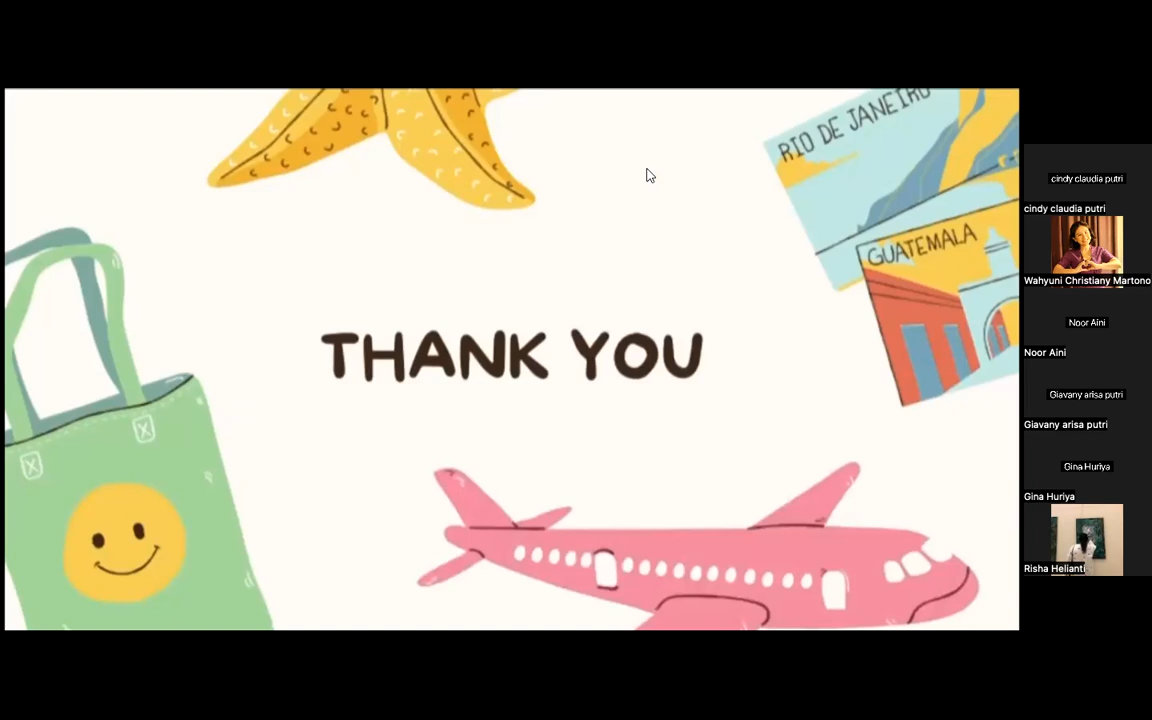 RIO DE JANEIRO
GUATEMALA
THANK YOU
X
X
cindy claudia putri
cindy claudia putri
Wahyuni Christiany Martono
Noor Aini
Noor Aini
Giavany arisa putri
Giavany arisa putri
Gina Huriya
Gina Huriya
Risha Helianti